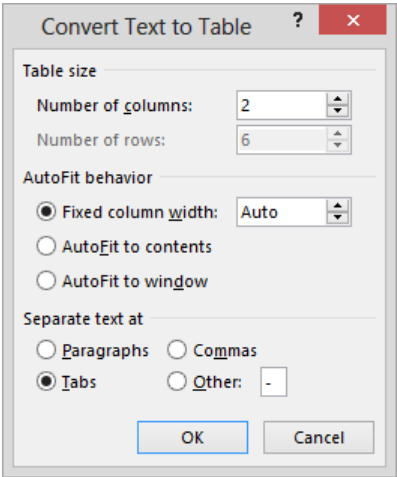 Convert Text to Table ?
Table size
Number of columns: 2
Number of rows: 6
AutoFit behavior
Fixed column width: Auto
AutoFit to contents
AutoFit to window
Separate text at
Paragraphs Commas
Tabs Other: -
OK Cancel